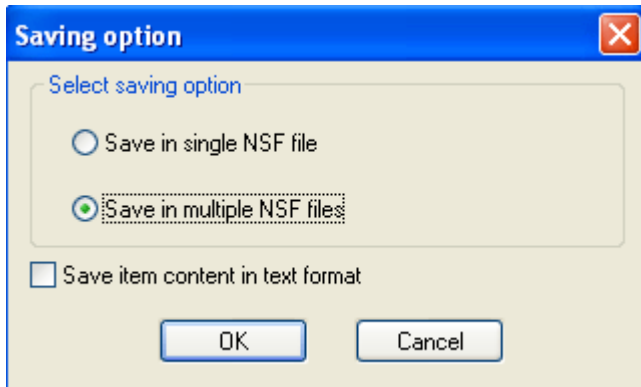 Saving option
Select saving option
Save in single NSF file
Save in multiple NSF files
Save item content in text format
OK Cancel